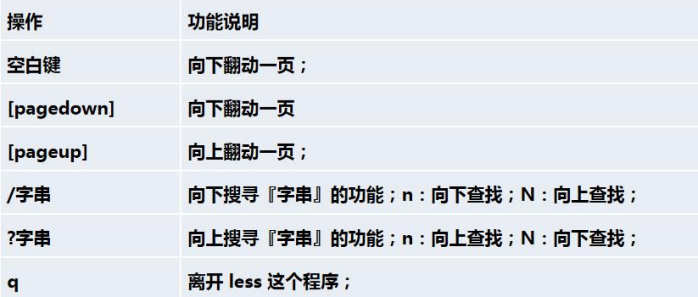 操作 功能说明
空白键 向下翻动一页；
[pagedown] 向下翻动一页
[pageup] 向上翻动一页；
/字串 向下搜寻『字串』的功能；n：向下查找；N：向上查找；
?字串 向上搜寻『字串』的功能；n：向上查找；N：向下查找；
q 离开 less 这个程序；